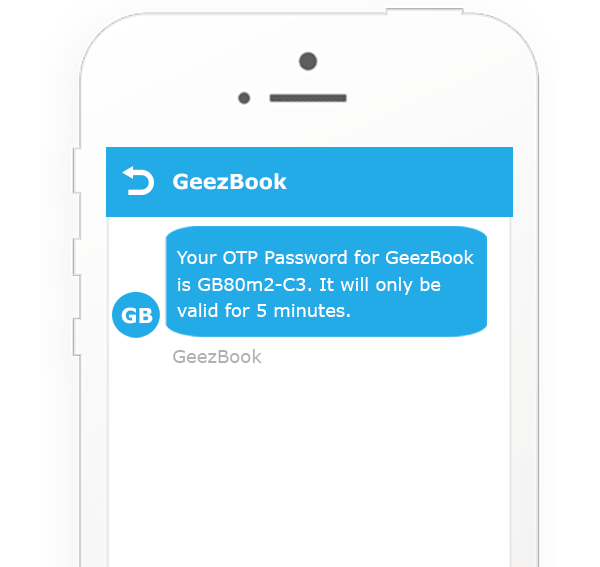 GeezBook
Your OTP Password for GeezBook
is GB80m2-C3. It will only be
valid for 5 minutes.
GB
GeezBook